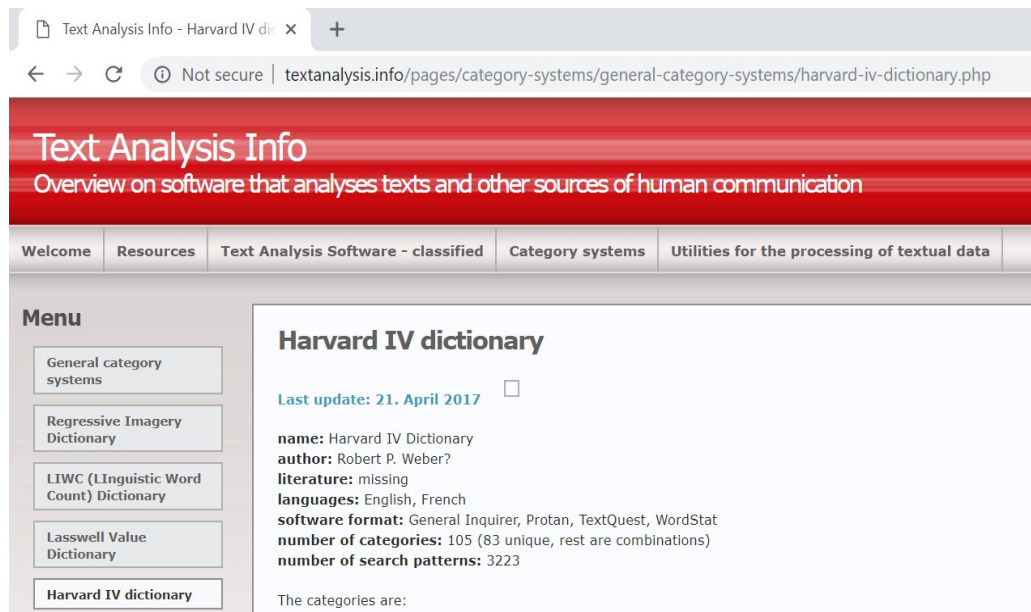 Text Analysis Info - Harvard IV dic
Not secure | textanalysis.info/pages/category-systems/general-category-systems/harvard-iv-dictionary.php
Text Analysis Info
Overview on software that analyses texts and other sources of human communication
Welcome Resources Text Analysis Software - classified Category systems Utilities for the processing of textual data
Menu
General category
systems
Regressive Imagery
Dictionary
LIWC (LInguistic Word
Count) Dictionary
Lasswell Value
Dictionary
Harvard IV dictionary
Harvard IV dictionary
Last update: 21. April 2017
name: Harvard IV Dictionary
author: Robert P. Weber?
literature: missing
languages: English, French
software format: General Inquirer, Protan, TextQuest, WordStat
number of categories: 105 (83 unique, rest are combinations)
number of search patterns: 3223
The categories are: